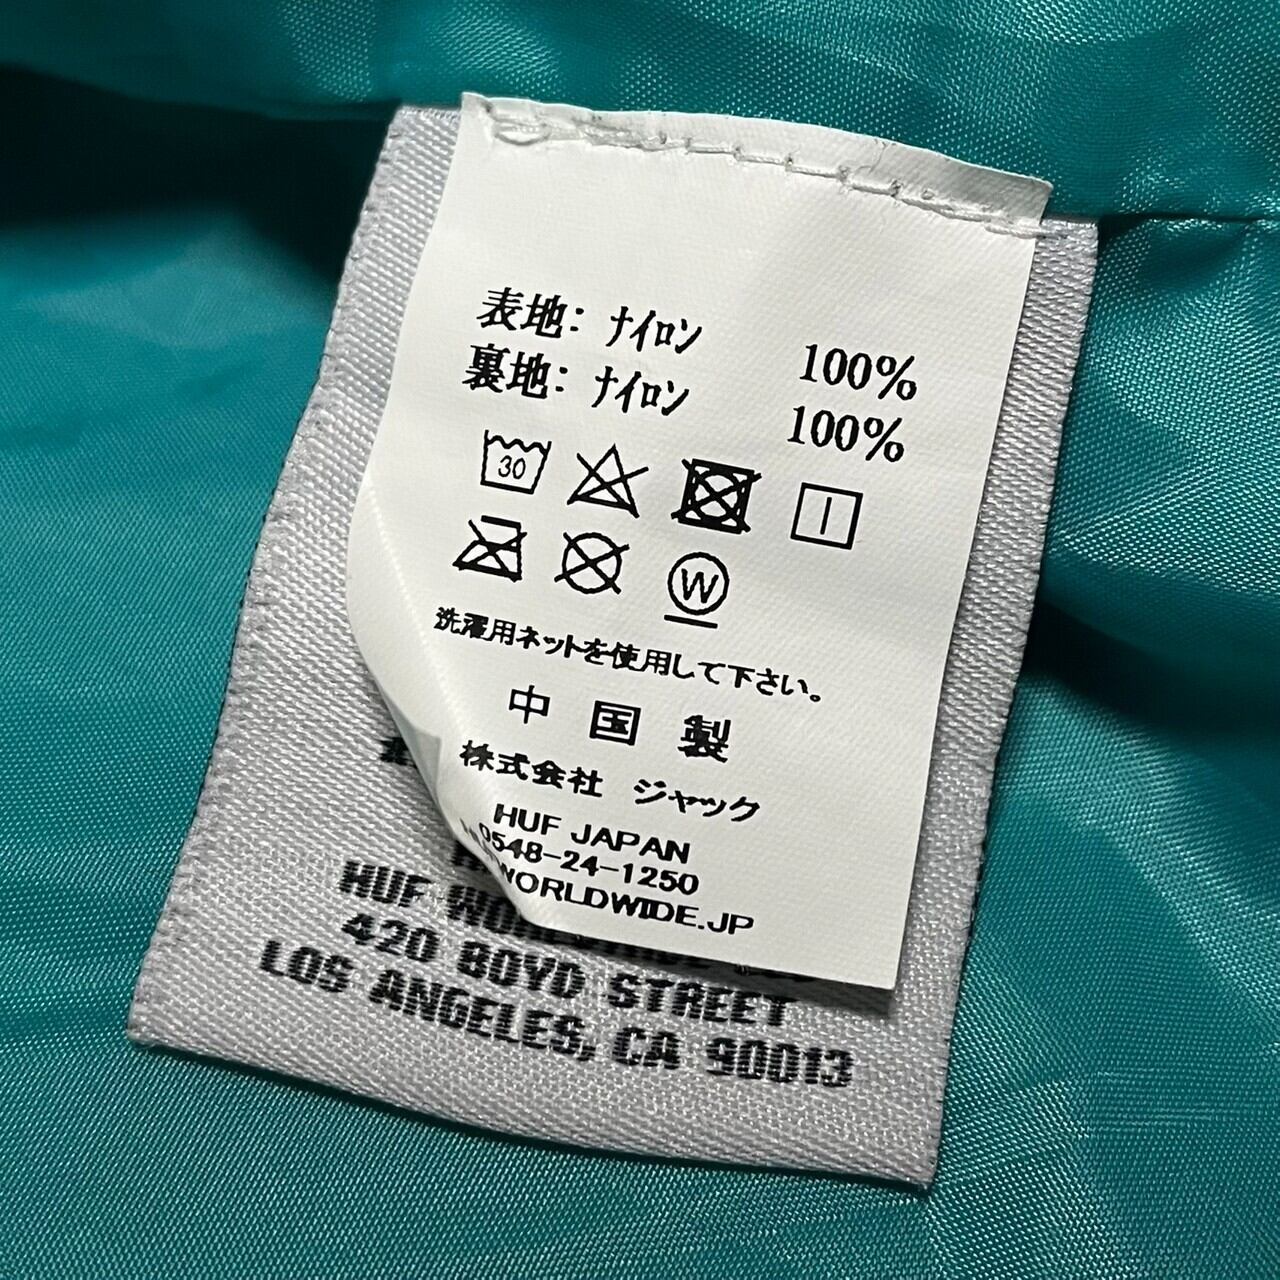 表地: ナイロン 100%
裏地: ナイロン 100%
30
W
洗濯用ネットを使用して下さい。
中国製
株式会社 ジャック
HUF JAPAN
0548-24-1250
WORLDWIDE.JP
HUF
420 BOYD STREET
LOS ANGELES, CA 90013